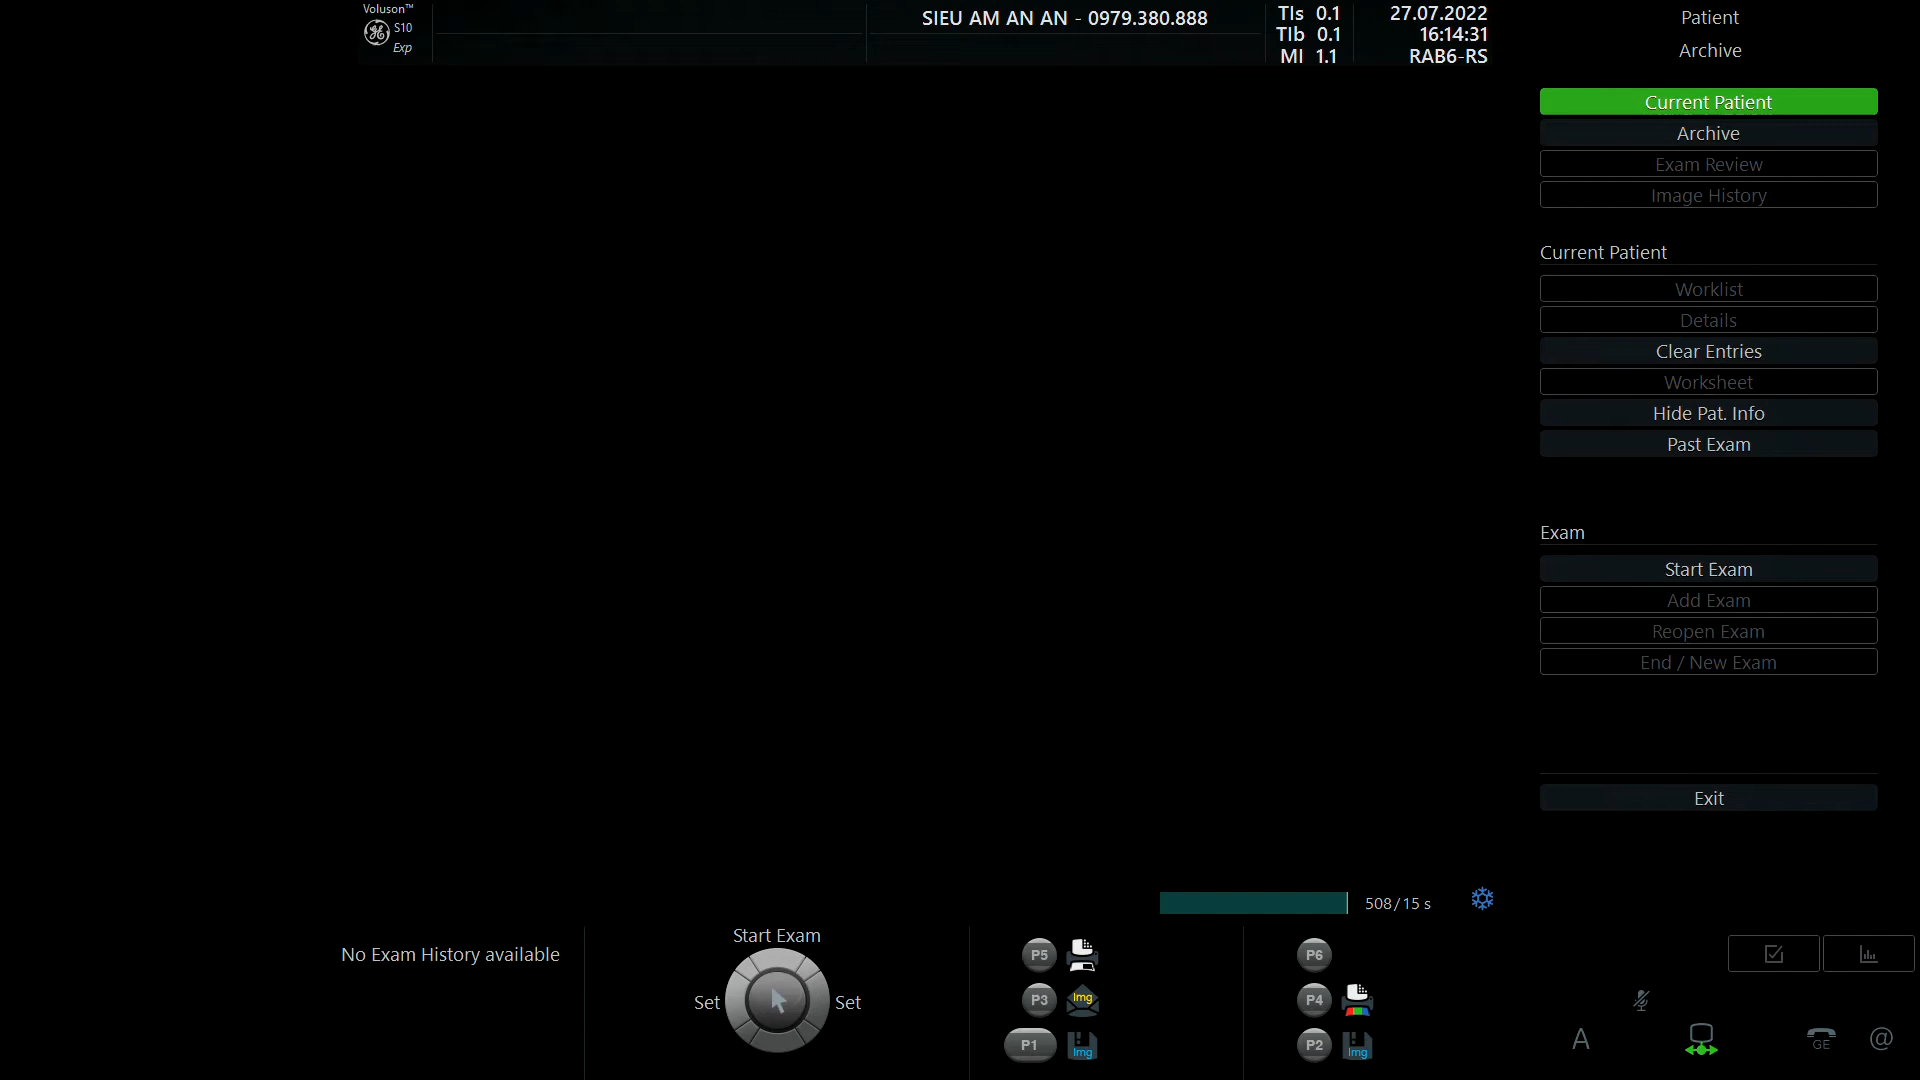 Voluson™
S10
Exp
SIEU AM AN AN - 0979.380.888
TIs 0.1
TIb 0.1
MI 1.1
27.07.2022
16:14:31
RAB6-RS
Patient
Archive
Current Patient
Archive
Exam Review
Image History
Current Patient
Worklist
Details
Clear Entries
Worksheet
Hide Pat. Info
Past Exam
Exam
Start Exam
Add Exam
Reopen Exam
End / New Exam
Exit
508/15 s
No Exam History available
Start Exam
Set
Set
P5
P3
Img
P1
Img
P6
P4
P2
Img
A
GE
@